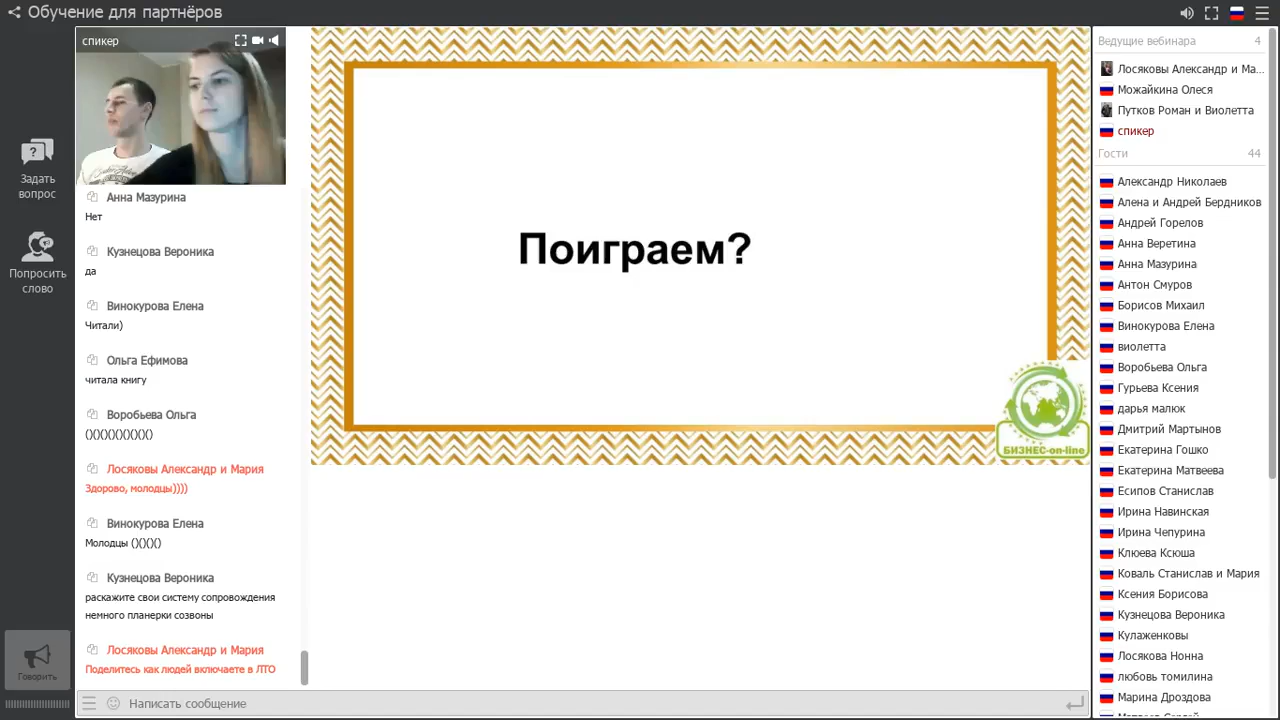 Обучение для партнёров
спикер
Задать
вопрос
Попросить
слово
Говорить
Анна Мазурина
Нет
Кузнецова Вероника
да
Винокурова Елена
Читали)
Ольга Ефимова
читала книгу
Воробьева Ольга
()()()()()()()()()()
Лосяковы Александр и Мария
Здорово, молодцы))))
Винокурова Елена
Молодцы ()()()()
Кузнецова Вероника
раскажите свои систему сопровождения
немного планерки созвоны
Лосяковы Александр и Мария
Поделитесь как людей включаете в ЛТО
Написать сообщение
Поиграем?
БИЗНЕС-on-line
Ведущие вебинара 4
Лосяковы Александр и Ма...
Можайкина Олеся
Путков Роман и Виолетта
спикер
Гости 44
Александр Николаев
Алена и Андрей Бердников
Андрей Горелов
Анна Веретина
Анна Мазурина
Антон Смуров
Борисов Михаил
Винокурова Елена
виолетта
Воробьева Ольга
Гурьева Ксения
дарья малюк
Дмитрий Мартынов
Екатерина Гошко
Екатерина Матвеева
Есипов Станислав
Ирина Навинская
Ирина Чепурина
Клюева Ксюша
Коваль Станислав и Мария
Ксения Борисова
Кузнецова Вероника
Кулаженковы
Лосякова Нонна
любовь томилина
Марина Дроздова